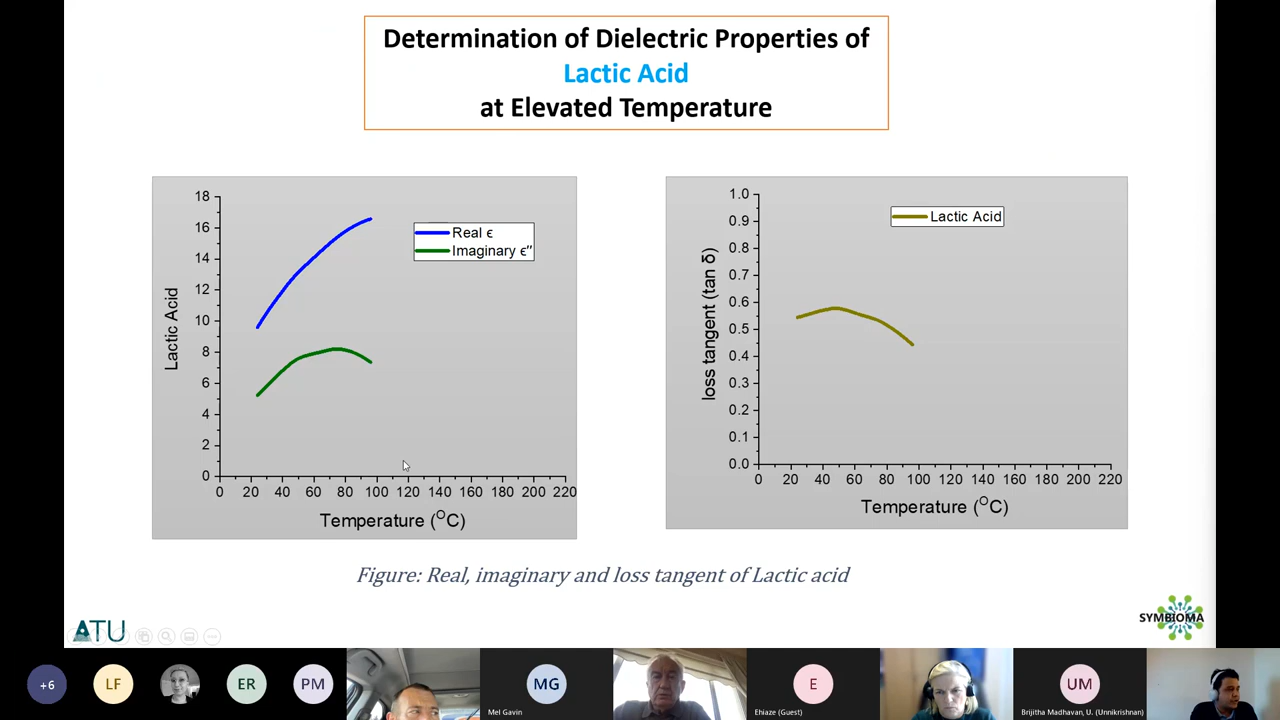 Determination of Dielectric Properties of
Lactic Acid
at Elevated Temperature
18
16
14
12
10
8
6
4
2
0
Lactic Acid
Real ϵ
Imaginary ϵ″
0 20 40 60 80 100 120 140 160 180 200 220
Temperature (°C)
1.0
0.9
0.8
0.7
0.6
0.5
0.4
0.3
0.2
0.1
0.0
loss tangent (tan δ)
Lactic Acid
0 20 40 60 80 100 120 140 160 180 200 220
Temperature (°C)
Figure: Real, imaginary and loss tangent of Lactic acid
ATU
SYMBIOMA
+6
LF
ER
PM
MG
Mel Gavin
E
Ehiaze (Guest)
UM
Brijitha Madhavan, U. (Unnikrishnan)